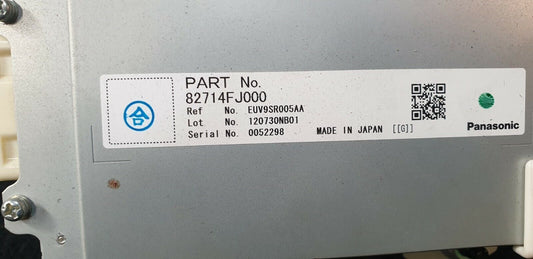 PART No.
82714FJ000
Ref No. EUV9SR005AA
Lot No. 120730NB01
Serial No. 0052298 MADE IN JAPAN [[G]]
合
Panasonic